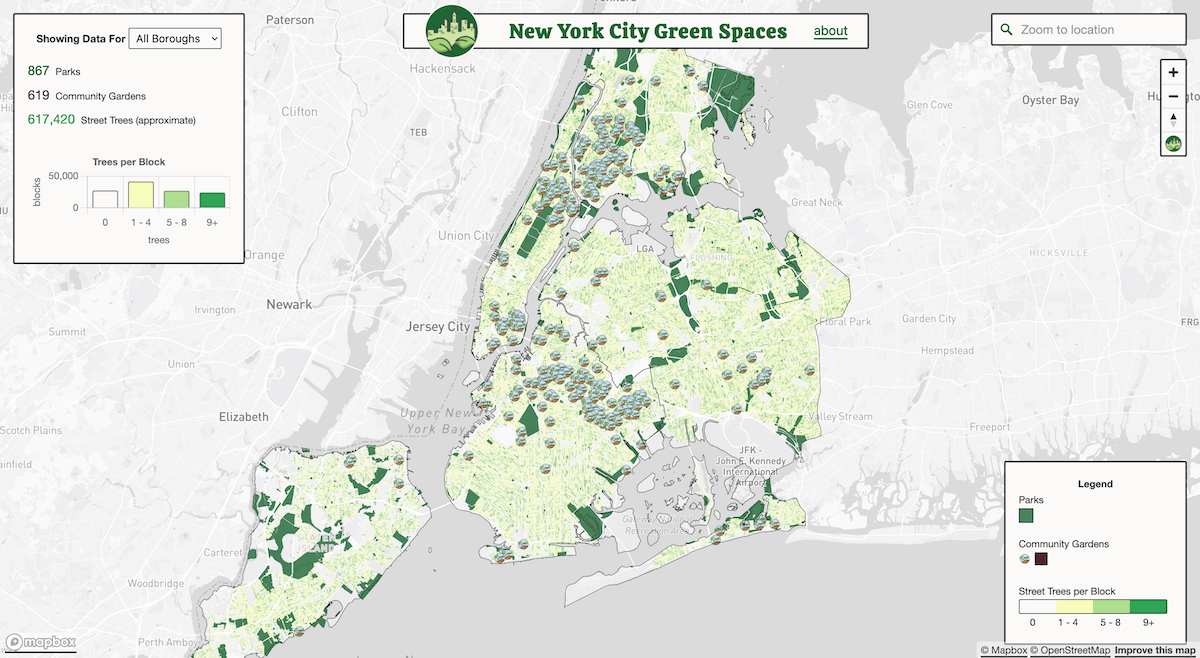 Showing Data For All Boroughs
867 Parks
619 Community Gardens
617,420 Street Trees (approximate)
Trees per Block
50,000
0
blocks
0 1 - 4 5 - 8 9+
trees
New York City Green Spaces about
Zoom to location
+
−
Paterson
Hackensack
Clifton
TEB
Glen Cove
Oyster Bay
Great Neck
Union City
Orange
LGA
FLUSHING
HICKSVILLE
Newark
Irvington
Jersey City
Floral Park
Garden City
FRG
Summit
Union
Hempstead
Elizabeth
Upper New
York Bay
Valley Stream
Freeport
Scotch Plains
JFK -
John F. Kennedy
International
Airport
STATEN
ISLAND
Carteret
Woodbridge
Perth Amboy
Legend
Parks
Community Gardens
Street Trees per Block
0 1 - 4 5 - 8 9+
mapbox
© Mapbox © OpenStreetMap Improve this map